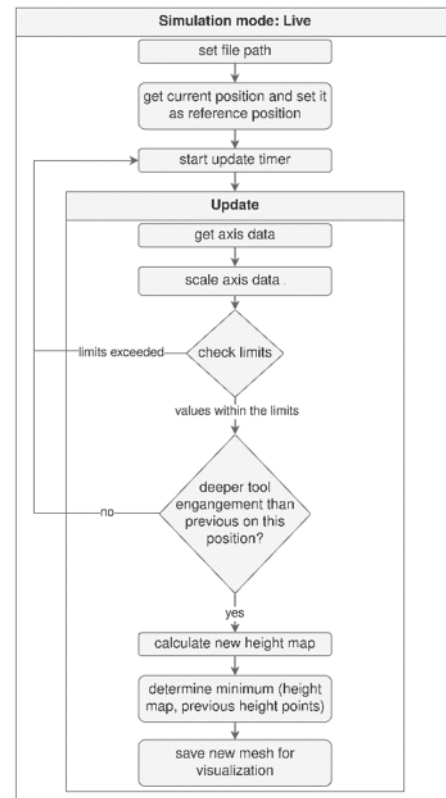 Simulation mode: Live
set file path
get current position and set it
as reference position
start update timer
Update
get axis data
scale axis data .
limits exceeded
check limits
values within the limits
deeper tool
engangement than
previous on this
position?
no
yes
calculate new height map
determine minimum (height
map, previous height points)
save new mesh for
visualization